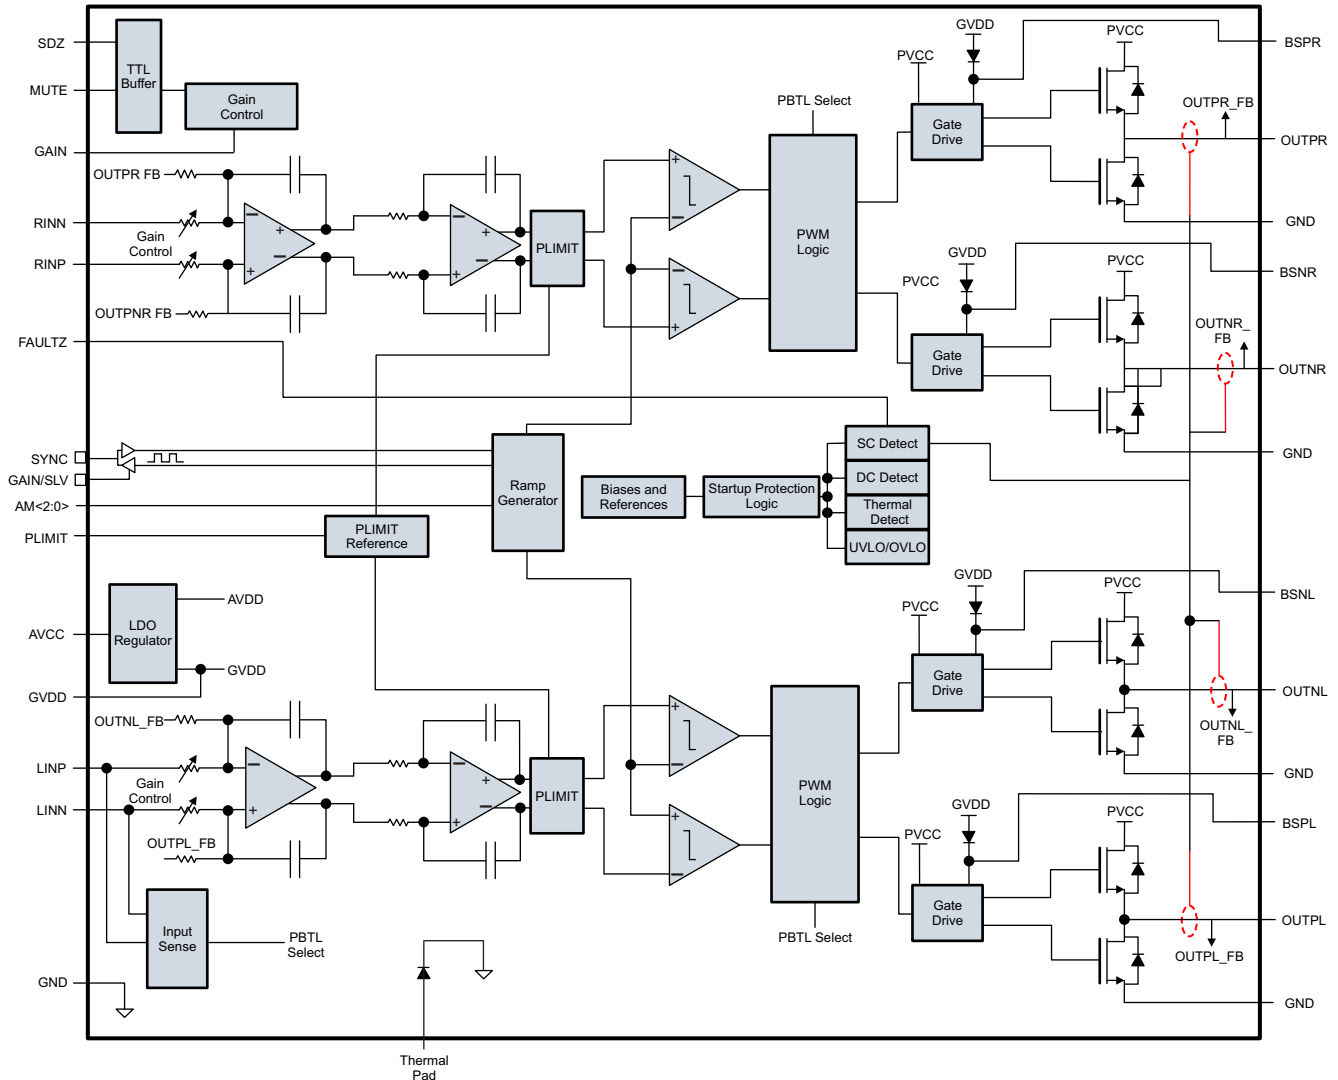 SDZ
MUTE
GAIN
TTL
Buffer
Gain
Control
OUTPR FB
RINN
Gain
Control
RINP
OUTPNR FB
FAULTZ
PLIMIT
PBTL Select
PWM
Logic
GVDD
PVCC
Gate
Drive
PVCC
OUTPR_FB
BSPR
OUTPR
GND
GVDD
PVCC
Gate
Drive
PVCC
OUTNR_
FB
BSNR
OUTNR
GND
SYNC
GAIN/SLV
AM<2:0>
PLIMIT
PLIMIT
Reference
Ramp
Generator
Biases and
References
Startup Protection
Logic
SC Detect
DC Detect
Thermal
Detect
UVLO/OVLO
AVCC
LDO
Regulator
AVDD
GVDD
GVDD
OUTNL_FB
LINP
Gain
Control
LINN
OUTPL_FB
PLIMIT
PWM
Logic
PBTL Select
GVDD
PVCC
Gate
Drive
PVCC
BSNL
OUTNL
OUTNL_
FB
GND
GVDD
PVCC
Gate
Drive
PVCC
BSPL
OUTPL
OUTPL_FB
GND
Input
Sense
PBTL
Select
GND
Thermal
Pad